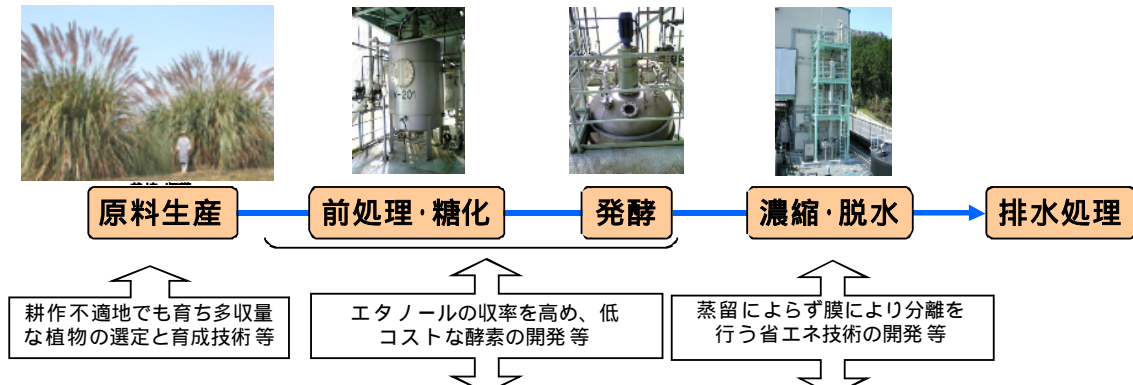 原料生産
前処理・糖化
発酵
濃縮・脱水
排水処理
耕作不適地でも育ち多収量
な植物の選定と育成技術等
エタノールの収率を高め、低
コストな酵素の開発等
蒸留によらず膜により分離を
行う省エネ技術の開発等